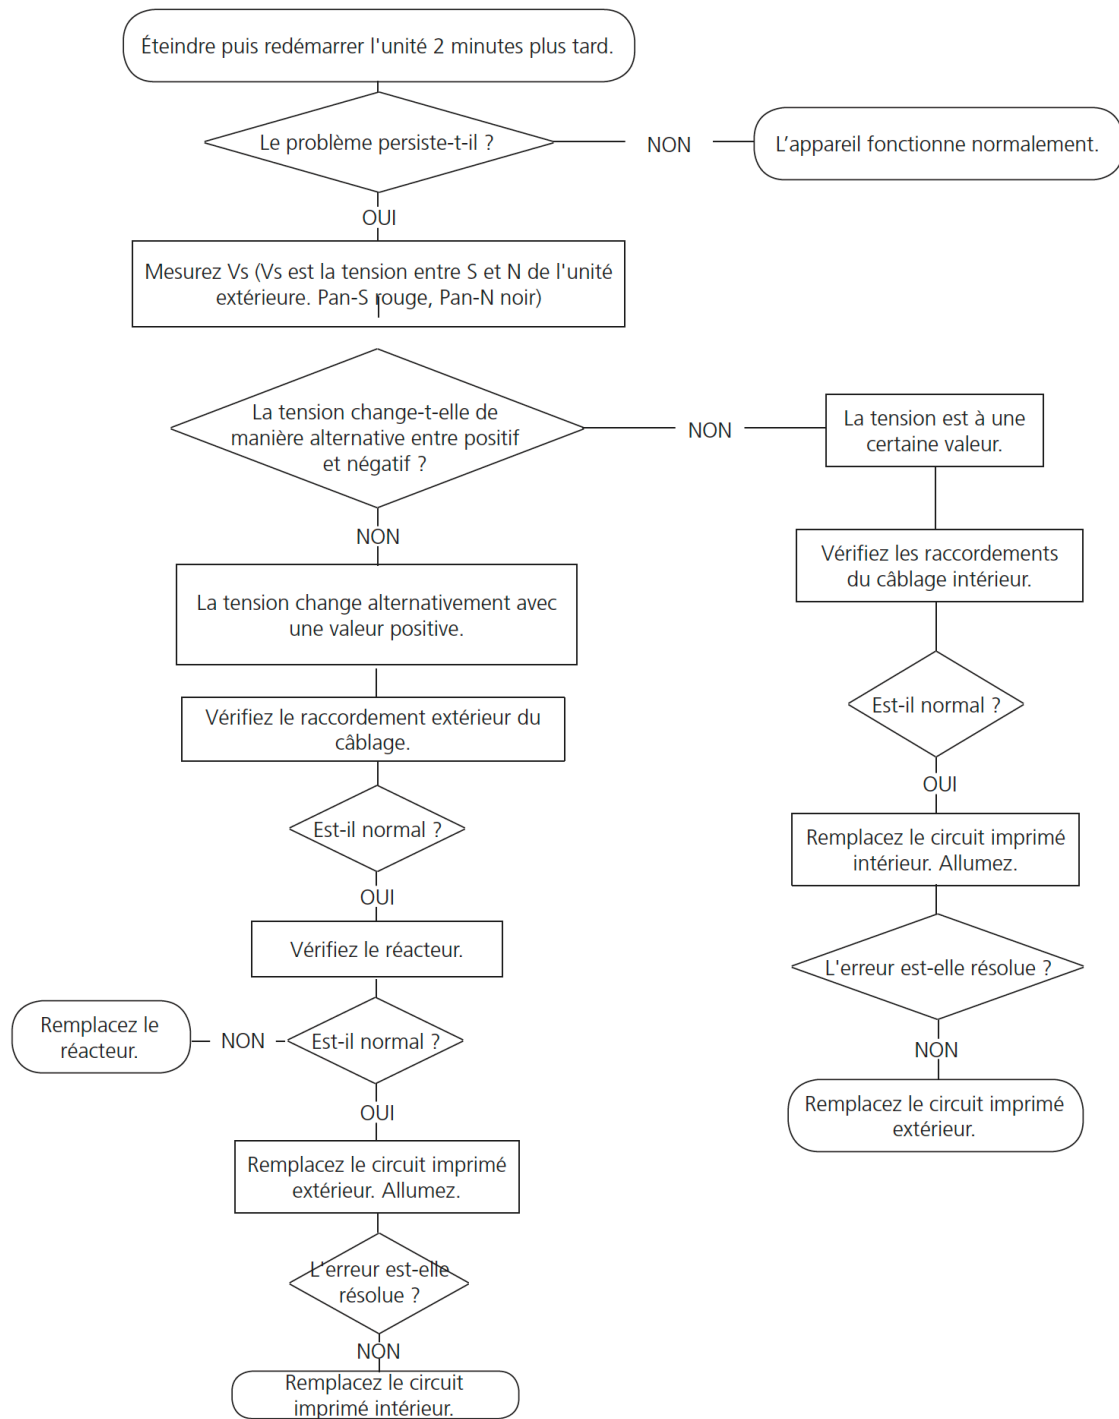 Éteindre puis redémarrer l'unité 2 minutes plus tard.
Le problème persiste-t-il ?
NON
L'appareil fonctionne normalement.
OUI
Mesurez Vs (Vs est la tension entre S et N de l'unité
extérieure. Pan-S rouge, Pan-N noir)
La tension change-t-elle de
manière alternative entre positif
et négatif ?
NON
La tension est à une
certaine valeur.
NON
La tension change alternativement avec
une valeur positive.
Vérifiez le raccordement extérieur du
câblage.
Est-il normal ?
OUI
Vérifiez le réacteur.
Est-il normal ?
NON
Remplacez le
réacteur.
OUI
Remplacez le circuit imprimé
extérieur. Allumez.
L'erreur est-elle
résolue ?
NON
Remplacez le circuit
imprimé intérieur.
Vérifiez les raccordements
du câblage intérieur.
Est-il normal ?
OUI
Remplacez le circuit imprimé
intérieur. Allumez.
L'erreur est-elle résolue ?
NON
Remplacez le circuit imprimé
extérieur.